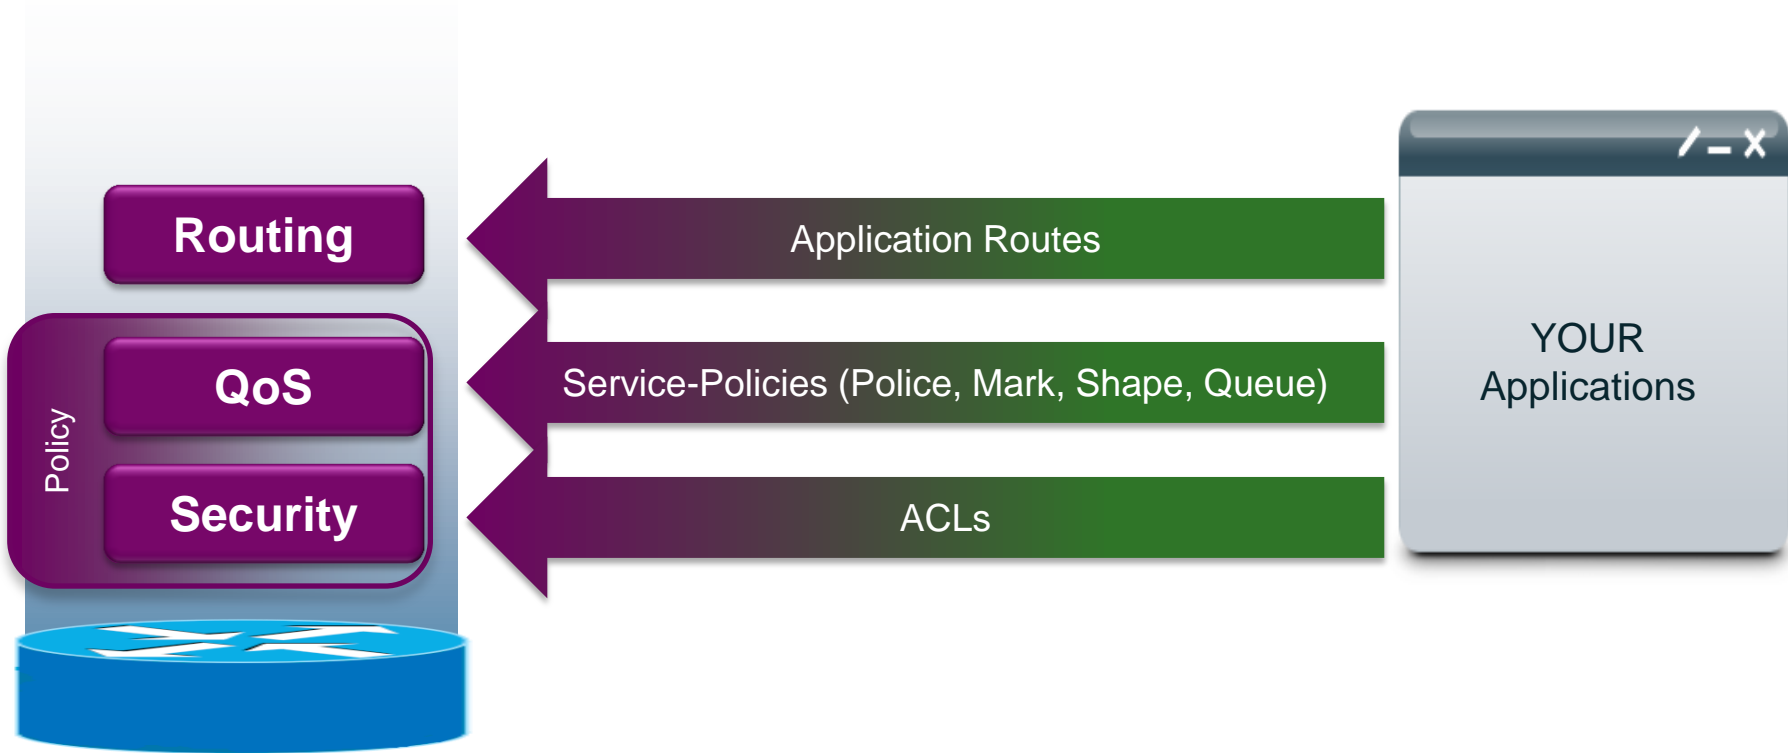 Routing
Application Routes
YOUR
Applications
Policy
QoS
Service-Policies (Police, Mark, Shape, Queue)
Security
ACLs